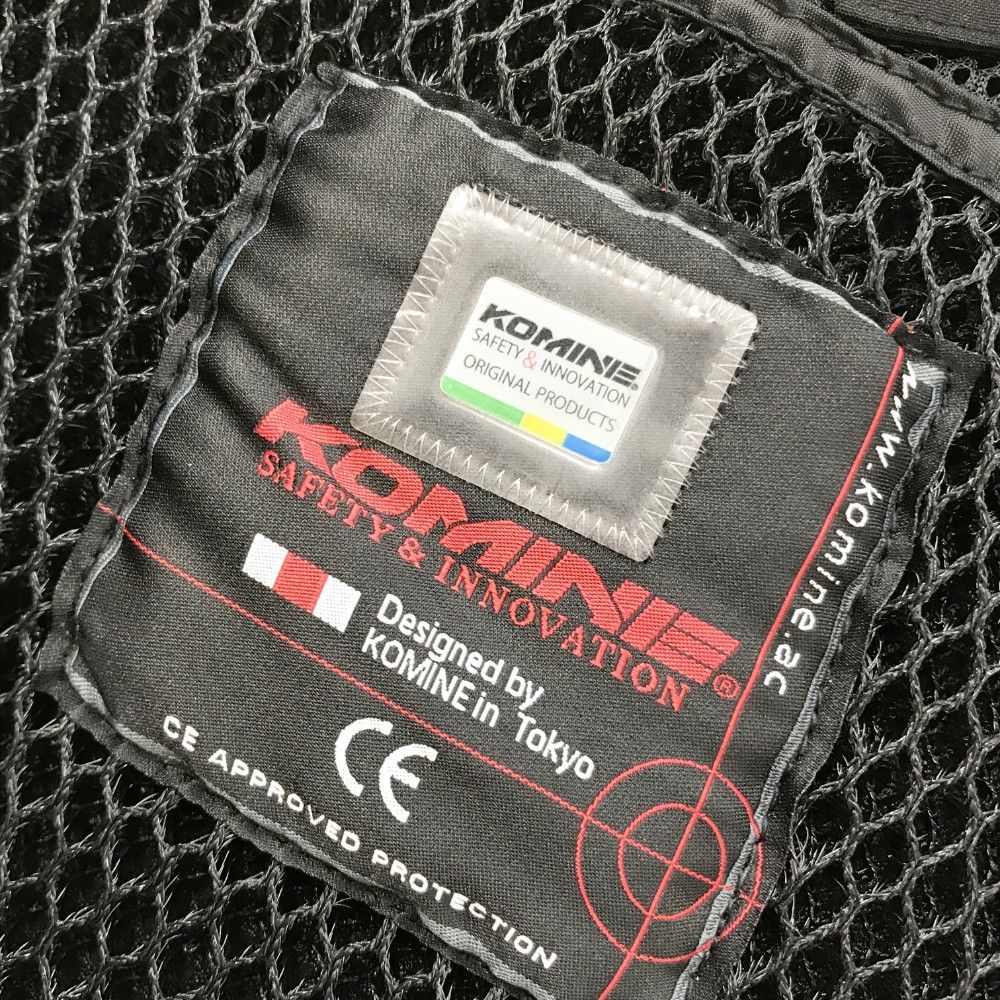 KOMINE®
SAFETY & INNOVATION
ORIGINAL PRODUCTS
KOMINE®
SAFETY & INNOVATION
Designed by
KOMINE in Tokyo
CE
CE APPROVED PROTECTION
www.komine.ac